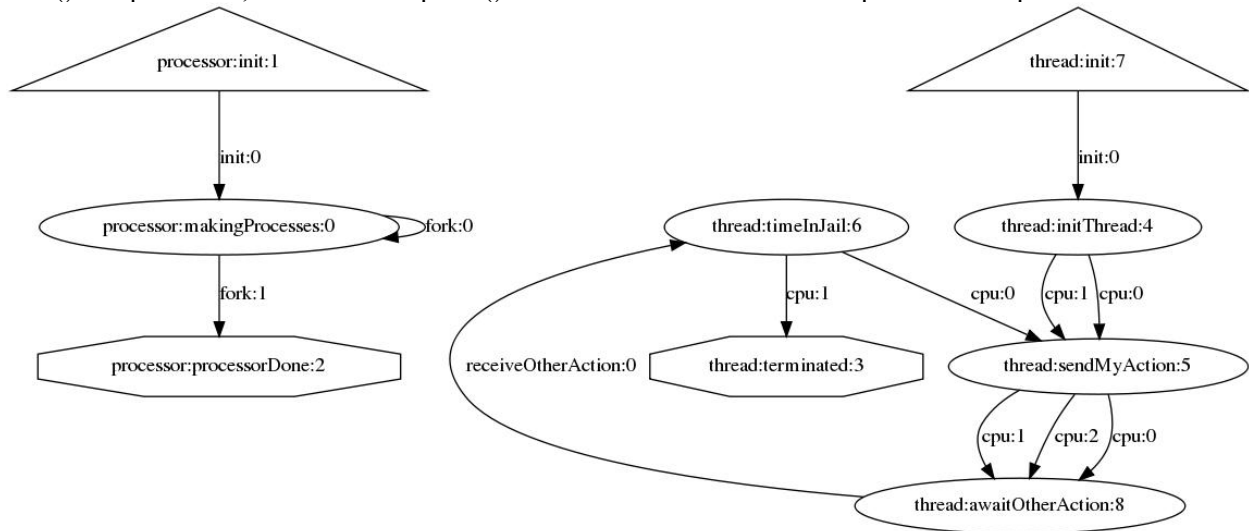 processor:init:1
thread:init:7
init:0
init:0
processor:makingProcesses:0
fork:0
thread:timeInJail:6
thread:initThread:4
fork:1
cpu:1
cpu:0
cpu:1
cpu:0
processor:processorDone:2
receiveOtherAction:0
thread:terminated:3
thread:sendMyAction:5
cpu:1
cpu:2
cpu:0
thread:awaitOtherAction:8